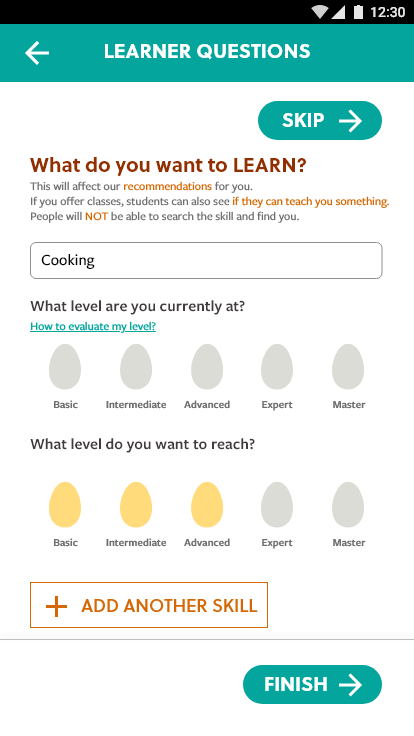 12:30
LEARNER QUESTIONS
SKIP
What do you want to LEARN?
This will affect our recommendations for you.
If you offer classes, students can also see if they can teach you something.
People will NOT be able to search the skill and find you.
Cooking
What level are you currently at?
How to evaluate my level?
Basic Intermediate Advanced Expert Master
What level do you want to reach?
Basic Intermediate Advanced Expert Master
ADD ANOTHER SKILL
FINISH